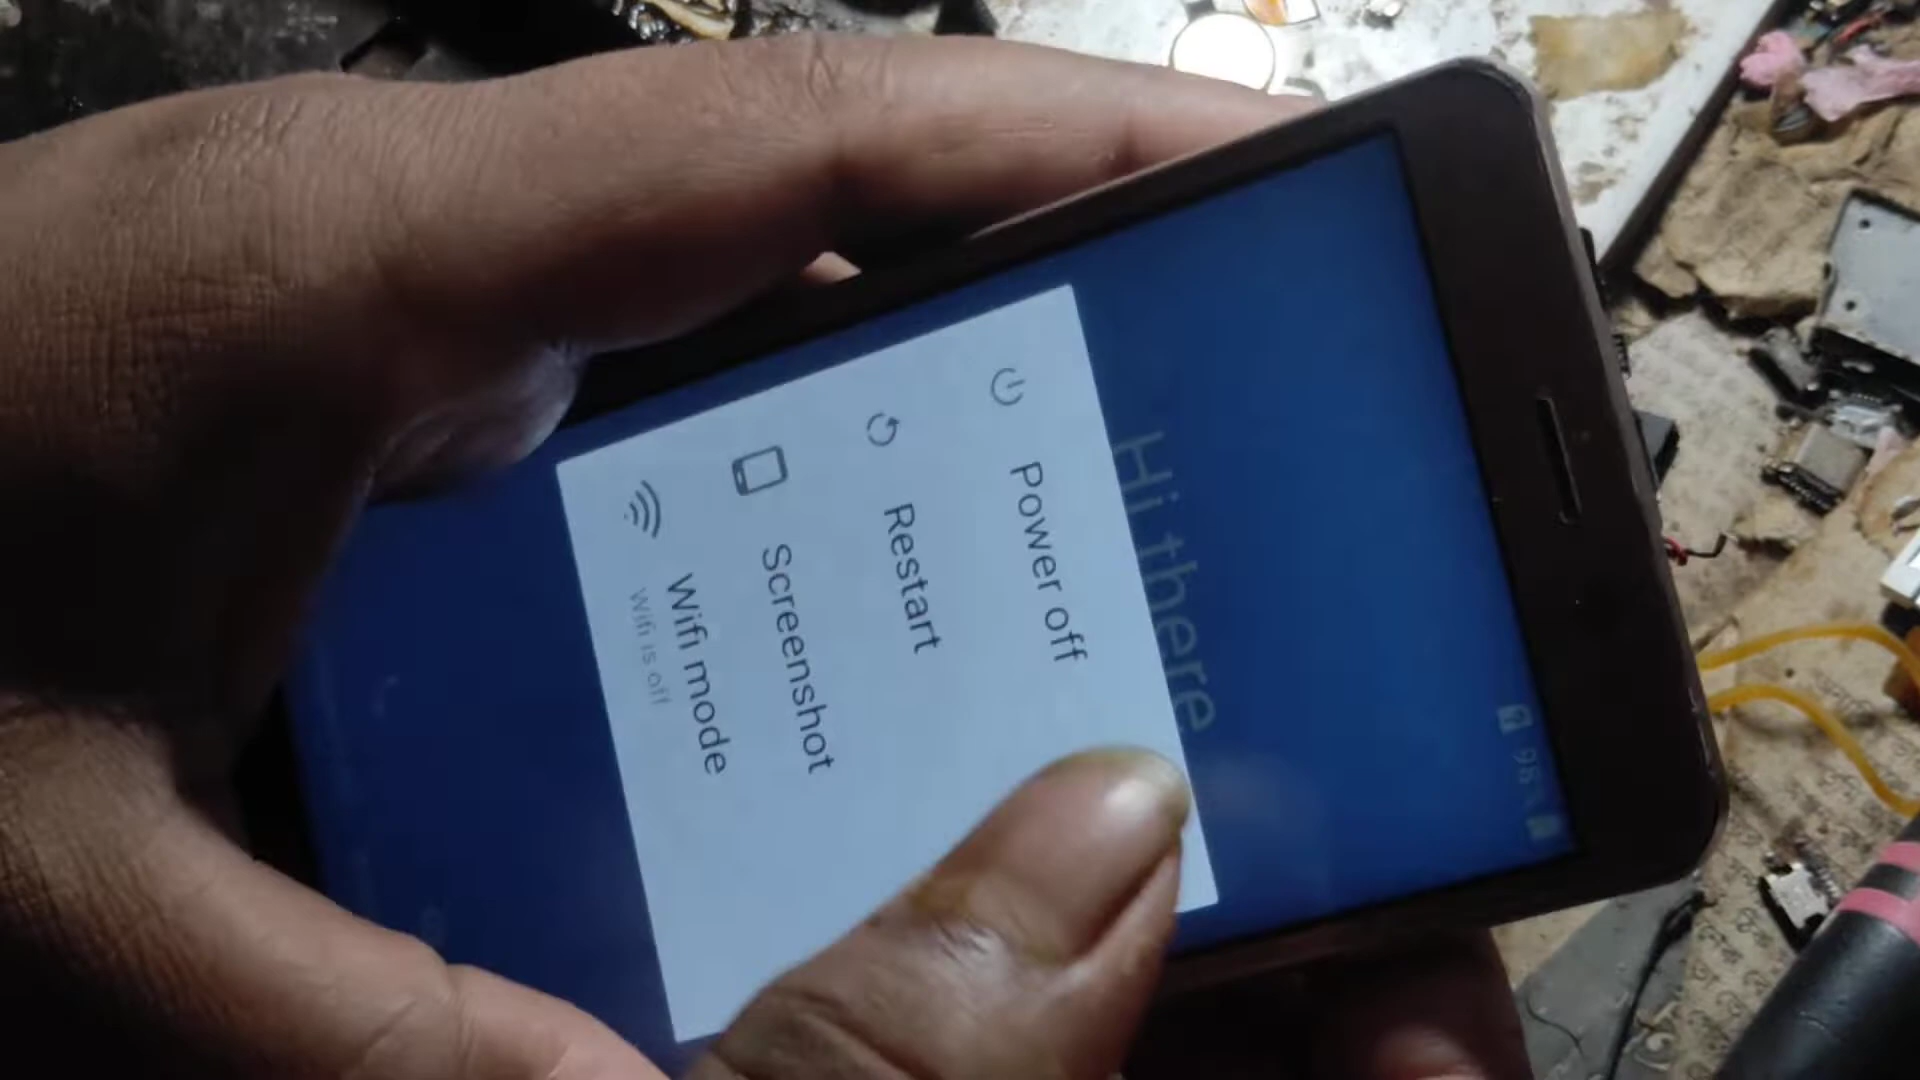 Hi there
Power off
Restart
Screenshot
Wifi mode
Wifi is off